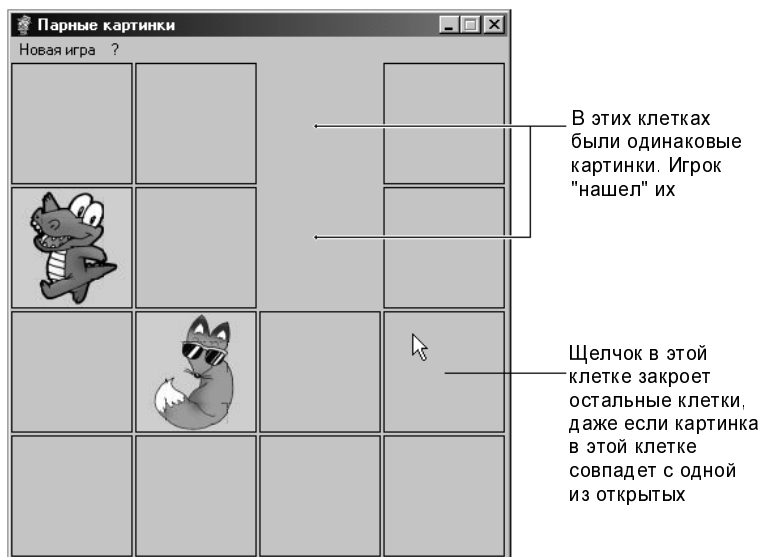 Парные картинки
Новая игра ?
В этих клетках
были одинаковые
картинки. Игрок
"нашел" их
Щелчок в этой
клетке закроет
остальные клетки,
даже если картинка
в этой клетке
совпадет с одной
из открытых